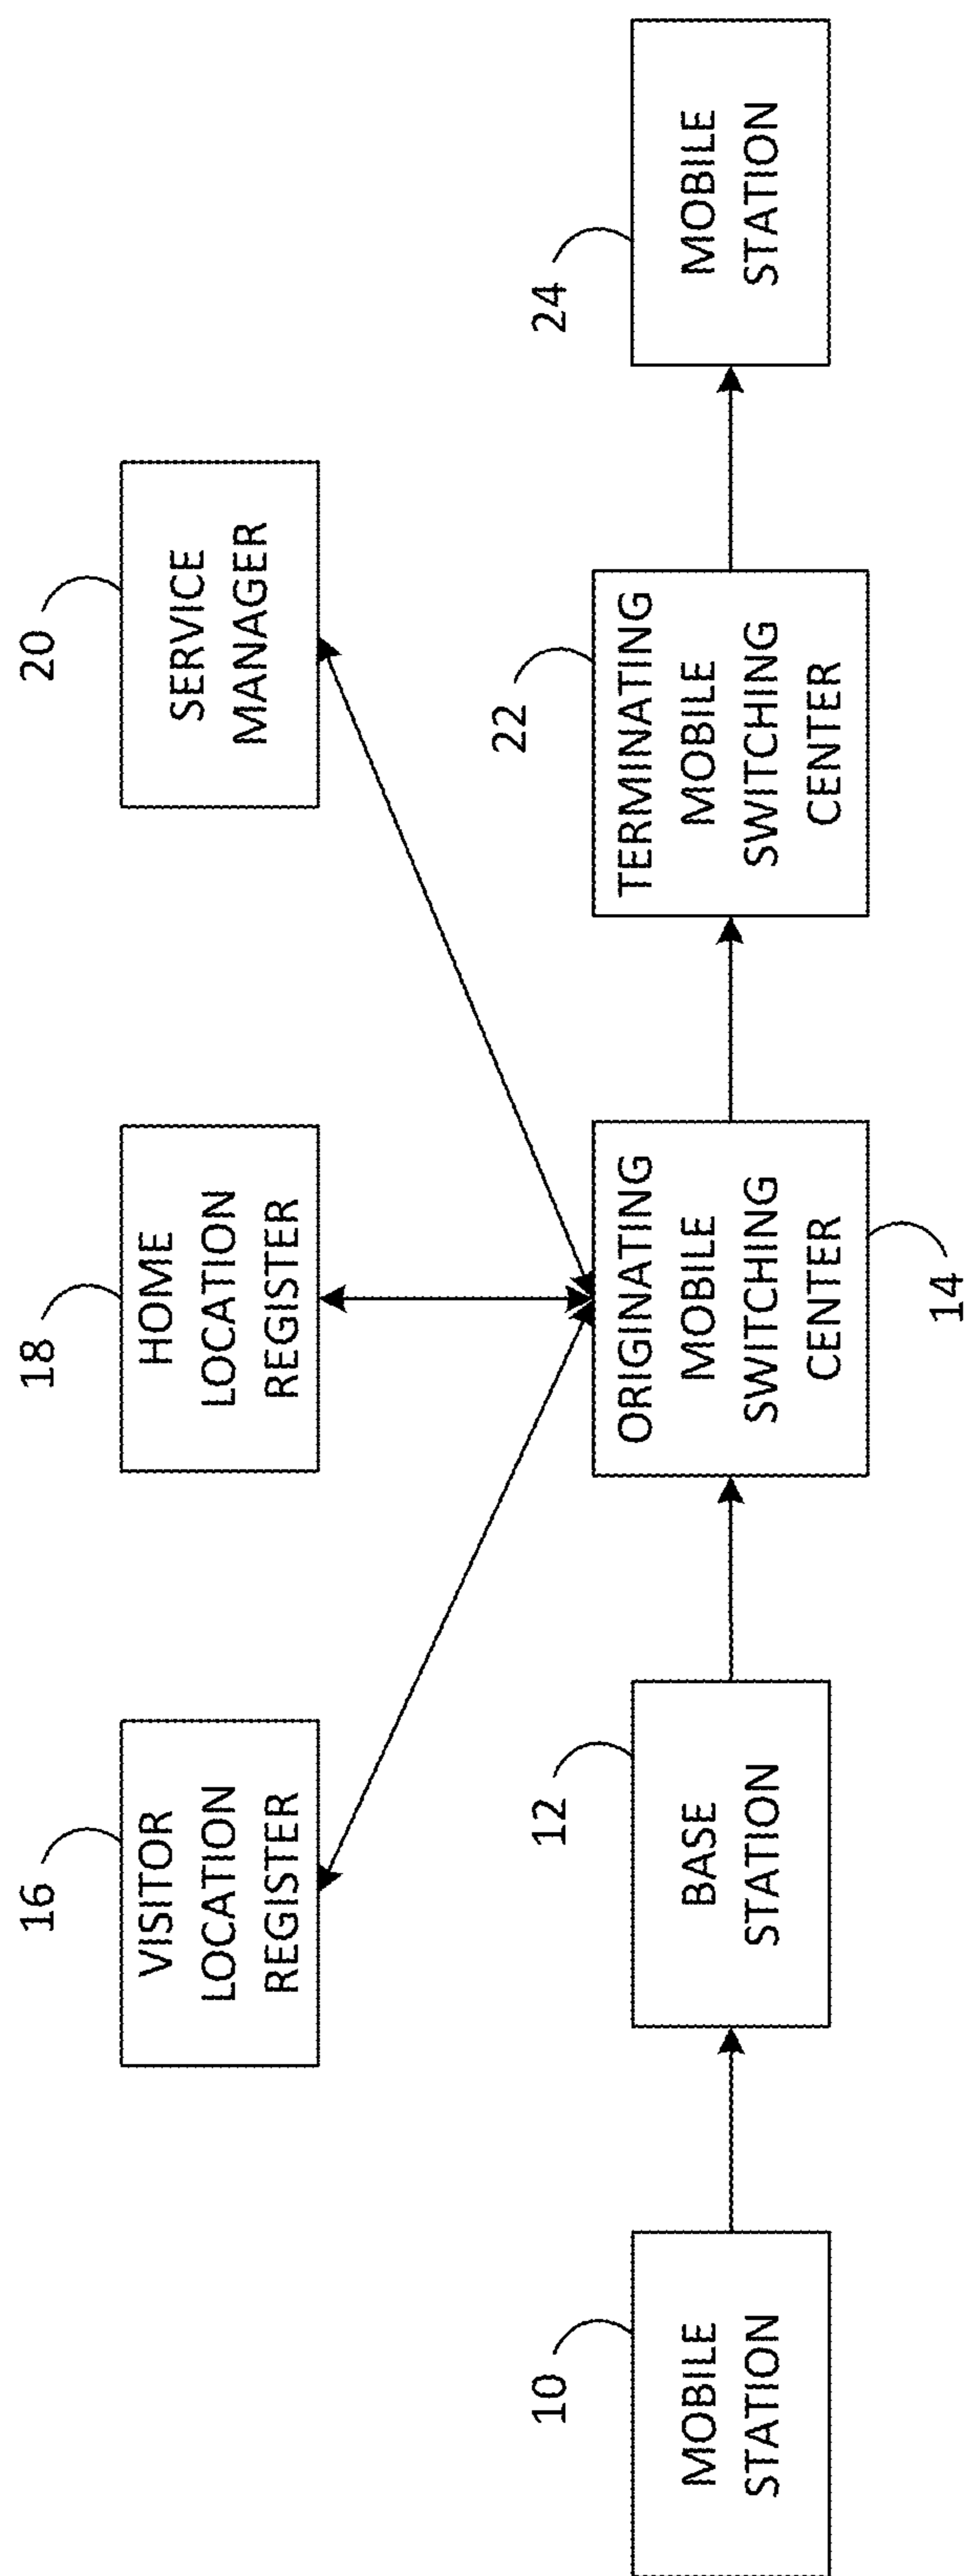 16
VISITOR
LOCATION
REGISTER
18
HOME
LOCATION
REGISTER
20
SERVICE
MANAGER
10
MOBILE
STATION
12
BASE
STATION
ORIGINATING
MOBILE
SWITCHING
CENTER
14
22
TERMINATING
MOBILE
SWITCHING
CENTER
24
MOBILE
STATION